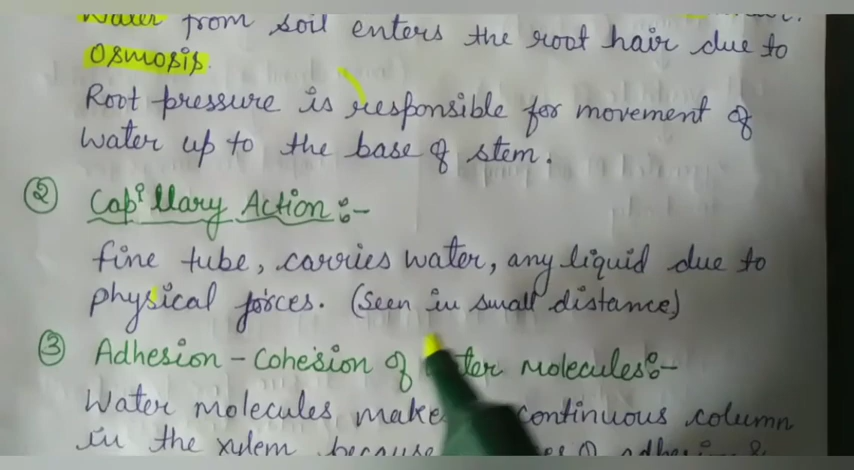 Water from soil enters the root hair due to
Osmosis.
Root pressure is responsible for movement of
Water up to the base of stem.
② Capillary Action :-
fine tube, carries water, any liquid due to
physical forces. (Seen in small distance)
③ Adhesion - Cohesion of molecules :-
Water molecules make continuous column
in the xylem because